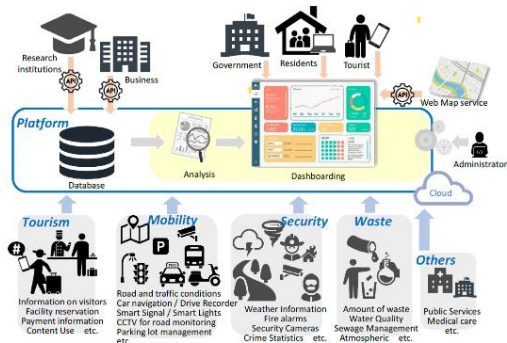 Research
institutions
Business
Government
Residents
Tourist
API
API
API
Web Map service
Platform
Database
Analysis
Dashboarding
Administrator
Cloud
Tourism
Information on visitors
Facility reservation
Payment information
Content Use etc.
Mobility
Road and traffic conditions
Car navigation / Drive Recorder
Smart Signal / Smart Lights
CCTV for road monitoring
Parking lot management
etc.
Security
Weather Information
Fire alarms
Security Cameras
Crime Statistics etc.
Waste
Amount of waste
Water Quality
Sewage Management
Atmospheric etc.
Others
Public Services
Medical care
etc.
#
P